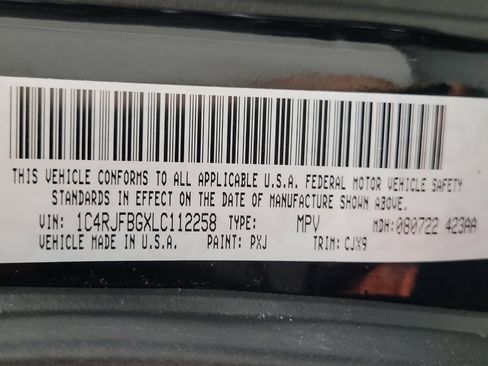 THIS VEHICLE CONFORMS TO ALL APPLICABLE U.S.A. FEDERAL MOTOR VEHICLE SAFETY
STANDARDS IN EFFECT ON THE DATE OF MANUFACTURE SHOWN ABOVE.
VIN: 1C4RJFBGXLC112258 TYPE: MPV MDH: 080722 423AA
VEHICLE MADE IN U.S.A. PAINT: PXJ TRIM: CJX9